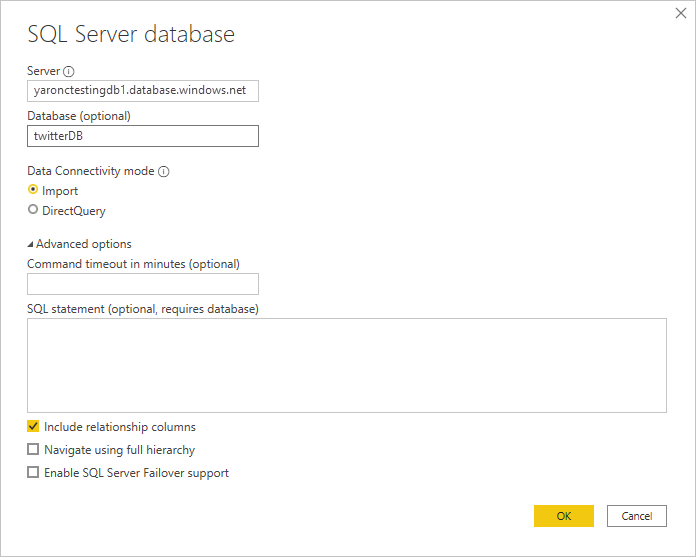 SQL Server database
Server
yaronctestingdb1.database.windows.net
Database (optional)
twitterDB
Data Connectivity mode
Import
DirectQuery
Advanced options
Command timeout in minutes (optional)
SQL statement (optional, requires database)
Include relationship columns
Navigate using full hierarchy
Enable SQL Server Failover support
OK Cancel